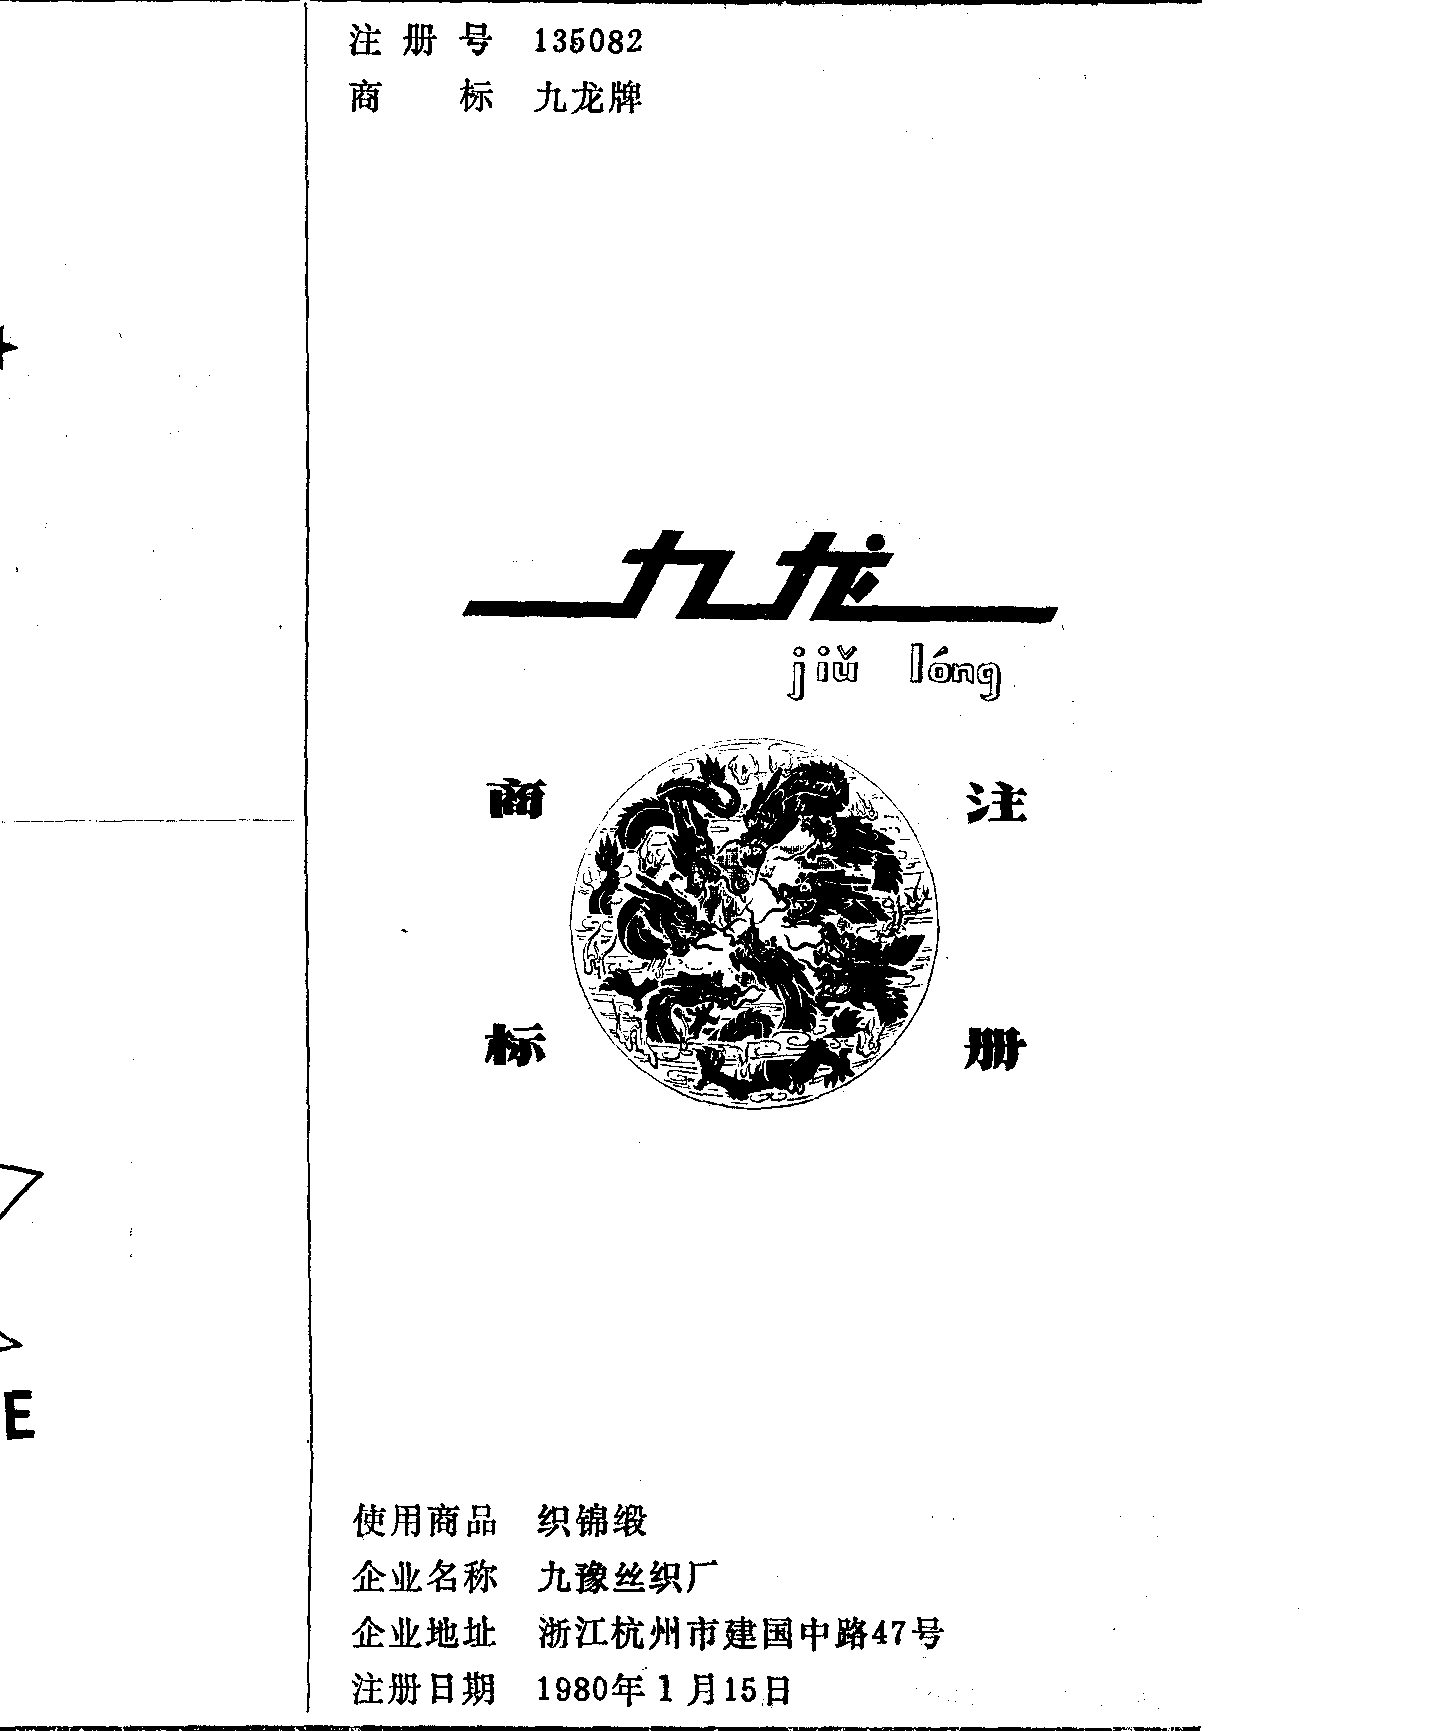 注册号 135082
商标 九龙牌
九龙
jiǔ lóng
商 注
标 册
E
使用商品 织锦缎
企业名称 九豫丝织厂
企业地址 浙江杭州市建国中路47号
注册日期 1980年1月15日